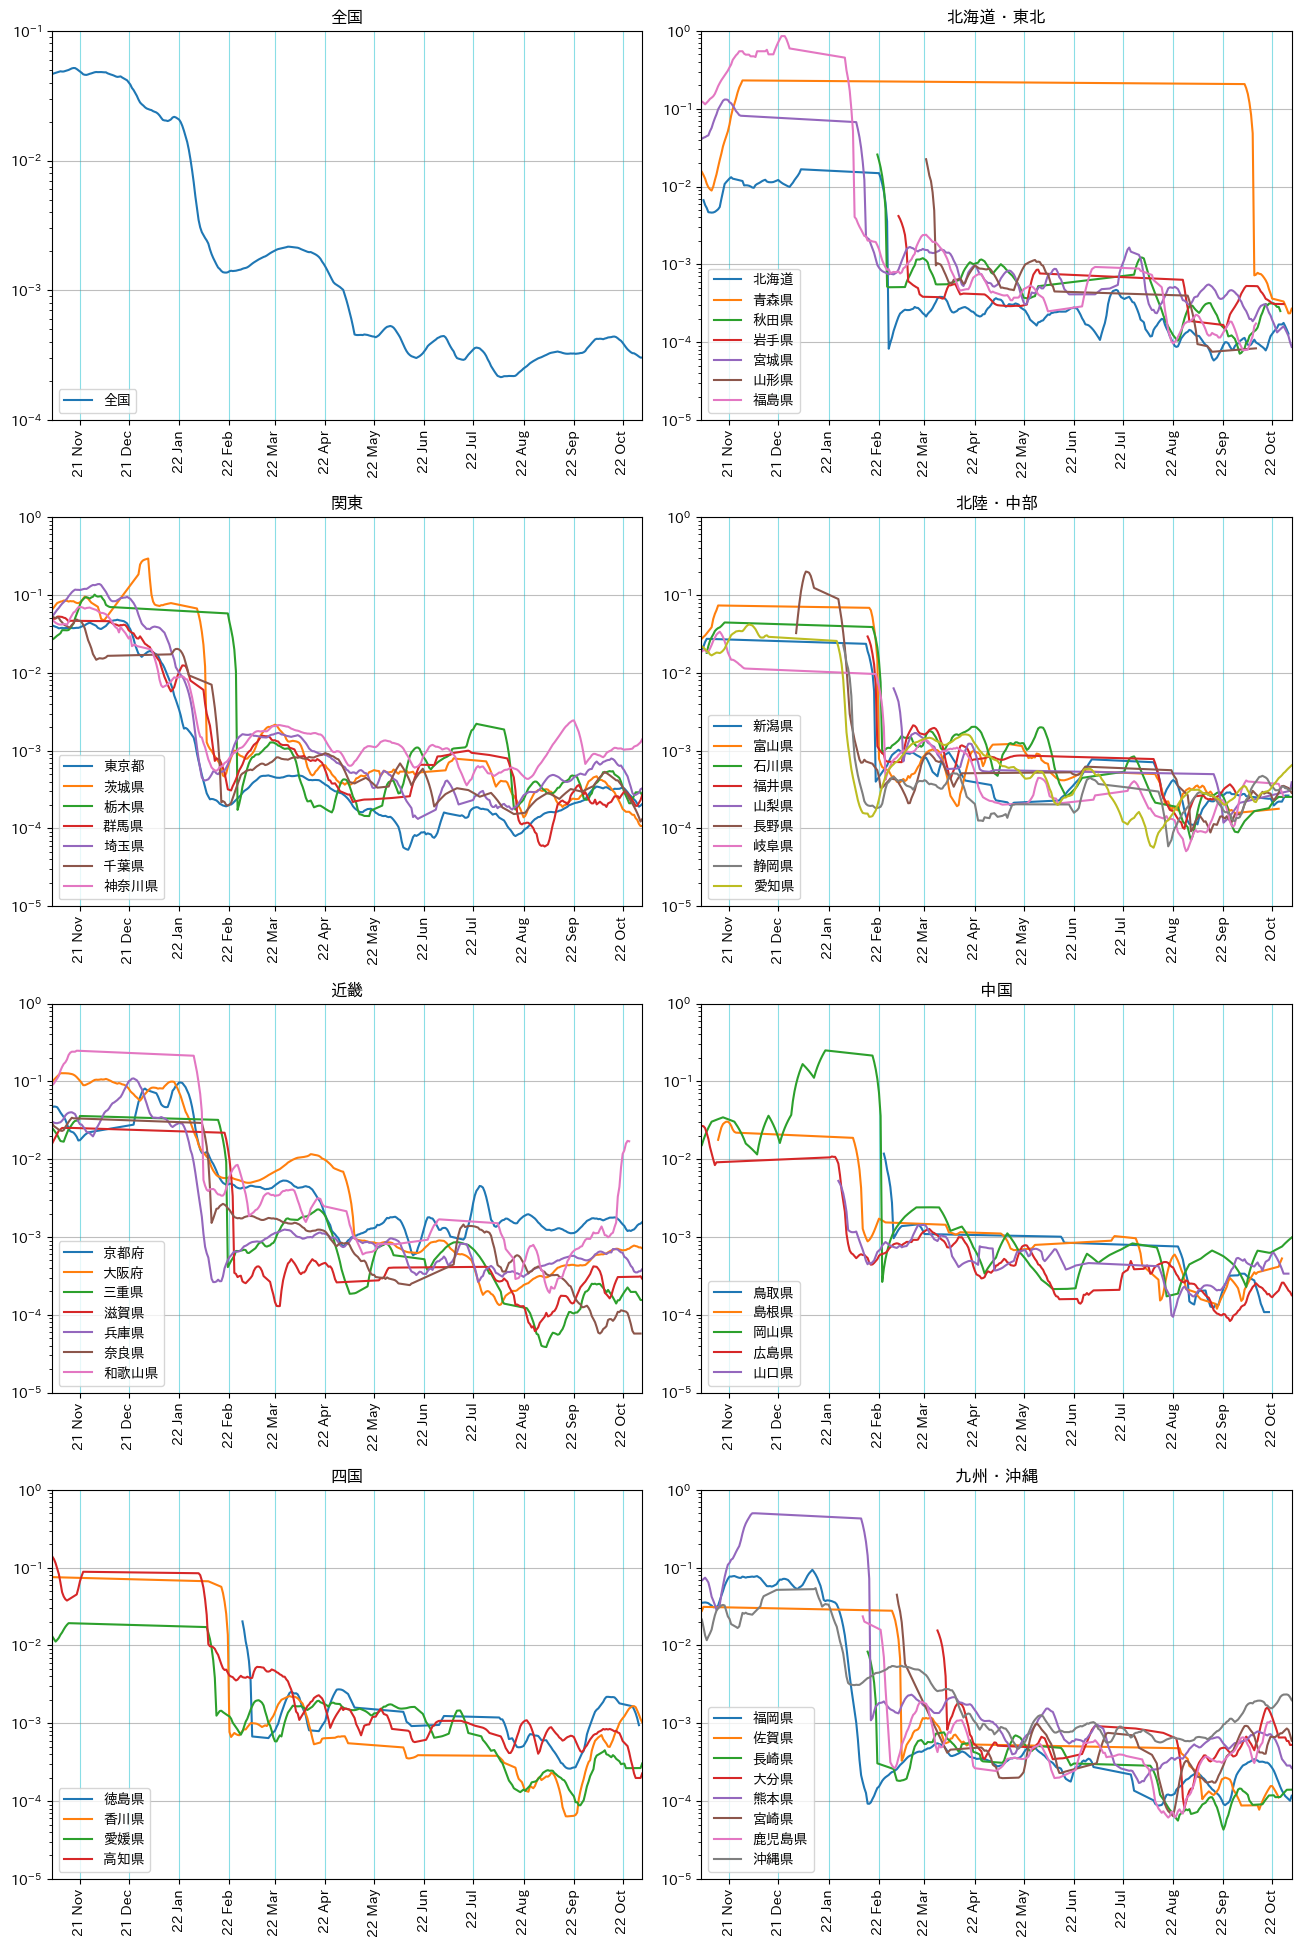 全国
10⁻¹
10⁻²
10⁻³
10⁻⁴
全国
21 Nov
21 Dec
22 Jan
22 Feb
22 Mar
22 Apr
22 May
22 Jun
22 Jul
22 Aug
22 Sep
22 Oct
北海道・東北
10⁰
10⁻¹
10⁻²
10⁻³
10⁻⁴
10⁻⁵
北海道
青森県
秋田県
岩手県
宮城県
山形県
福島県
21 Nov
21 Dec
22 Jan
22 Feb
22 Mar
22 Apr
22 May
22 Jun
22 Jul
22 Aug
22 Sep
22 Oct
関東
10⁰
10⁻¹
10⁻²
10⁻³
10⁻⁴
10⁻⁵
東京都
茨城県
栃木県
群馬県
埼玉県
千葉県
神奈川県
21 Nov
21 Dec
22 Jan
22 Feb
22 Mar
22 Apr
22 May
22 Jun
22 Jul
22 Aug
22 Sep
22 Oct
北陸・中部
10⁰
10⁻¹
10⁻²
10⁻³
10⁻⁴
10⁻⁵
新潟県
富山県
石川県
福井県
山梨県
長野県
岐阜県
静岡県
愛知県
21 Nov
21 Dec
22 Jan
22 Feb
22 Mar
22 Apr
22 May
22 Jun
22 Jul
22 Aug
22 Sep
22 Oct
近畿
10⁰
10⁻¹
10⁻²
10⁻³
10⁻⁴
10⁻⁵
京都府
大阪府
三重県
滋賀県
兵庫県
奈良県
和歌山県
21 Nov
21 Dec
22 Jan
22 Feb
22 Mar
22 Apr
22 May
22 Jun
22 Jul
22 Aug
22 Sep
22 Oct
中国
10⁰
10⁻¹
10⁻²
10⁻³
10⁻⁴
10⁻⁵
鳥取県
島根県
岡山県
広島県
山口県
21 Nov
21 Dec
22 Jan
22 Feb
22 Mar
22 Apr
22 May
22 Jun
22 Jul
22 Aug
22 Sep
22 Oct
四国
10⁰
10⁻¹
10⁻²
10⁻³
10⁻⁴
10⁻⁵
徳島県
香川県
愛媛県
高知県
21 Nov
21 Dec
22 Jan
22 Feb
22 Mar
22 Apr
22 May
22 Jun
22 Jul
22 Aug
22 Sep
22 Oct
九州・沖縄
10⁰
10⁻¹
10⁻²
10⁻³
10⁻⁴
10⁻⁵
福岡県
佐賀県
長崎県
大分県
熊本県
宮崎県
鹿児島県
沖縄県
21 Nov
21 Dec
22 Jan
22 Feb
22 Mar
22 Apr
22 May
22 Jun
22 Jul
22 Aug
22 Sep
22 Oct